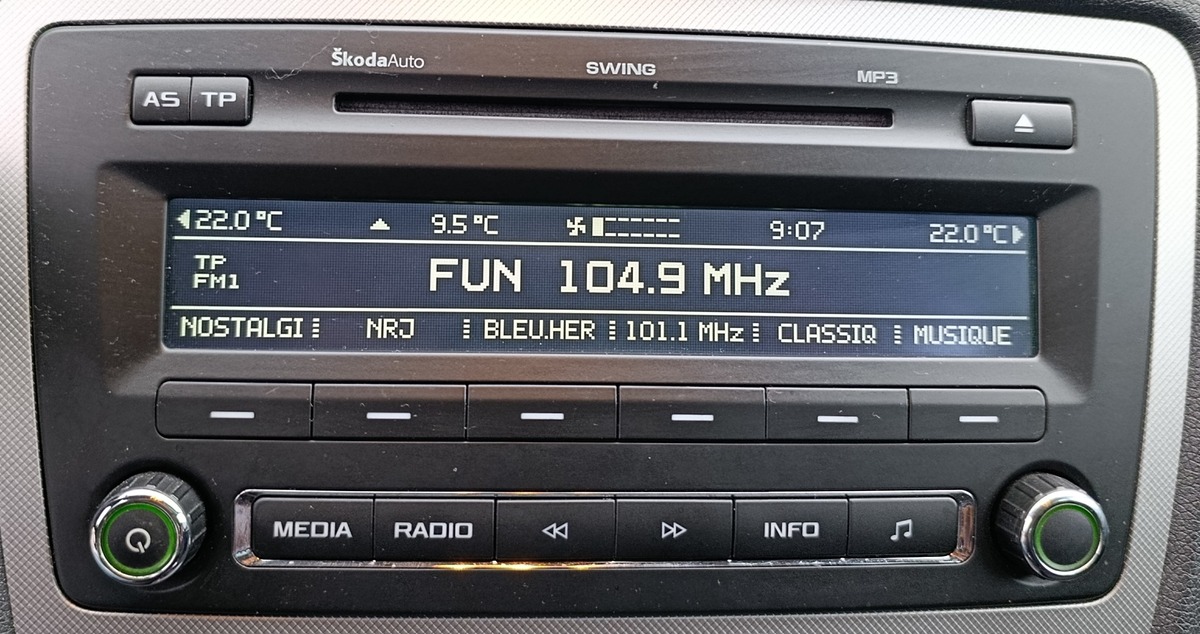 ŠkodaAuto SWING MP3
AS TP
22.0°C 9.5°C 9:07 22.0°C
TP
FM1
FUN 104.9 MHz
NOSTALGI NRJ BLEU.HER 101.1 MHz CLASSIQ MUSIQUE
MEDIA RADIO INFO